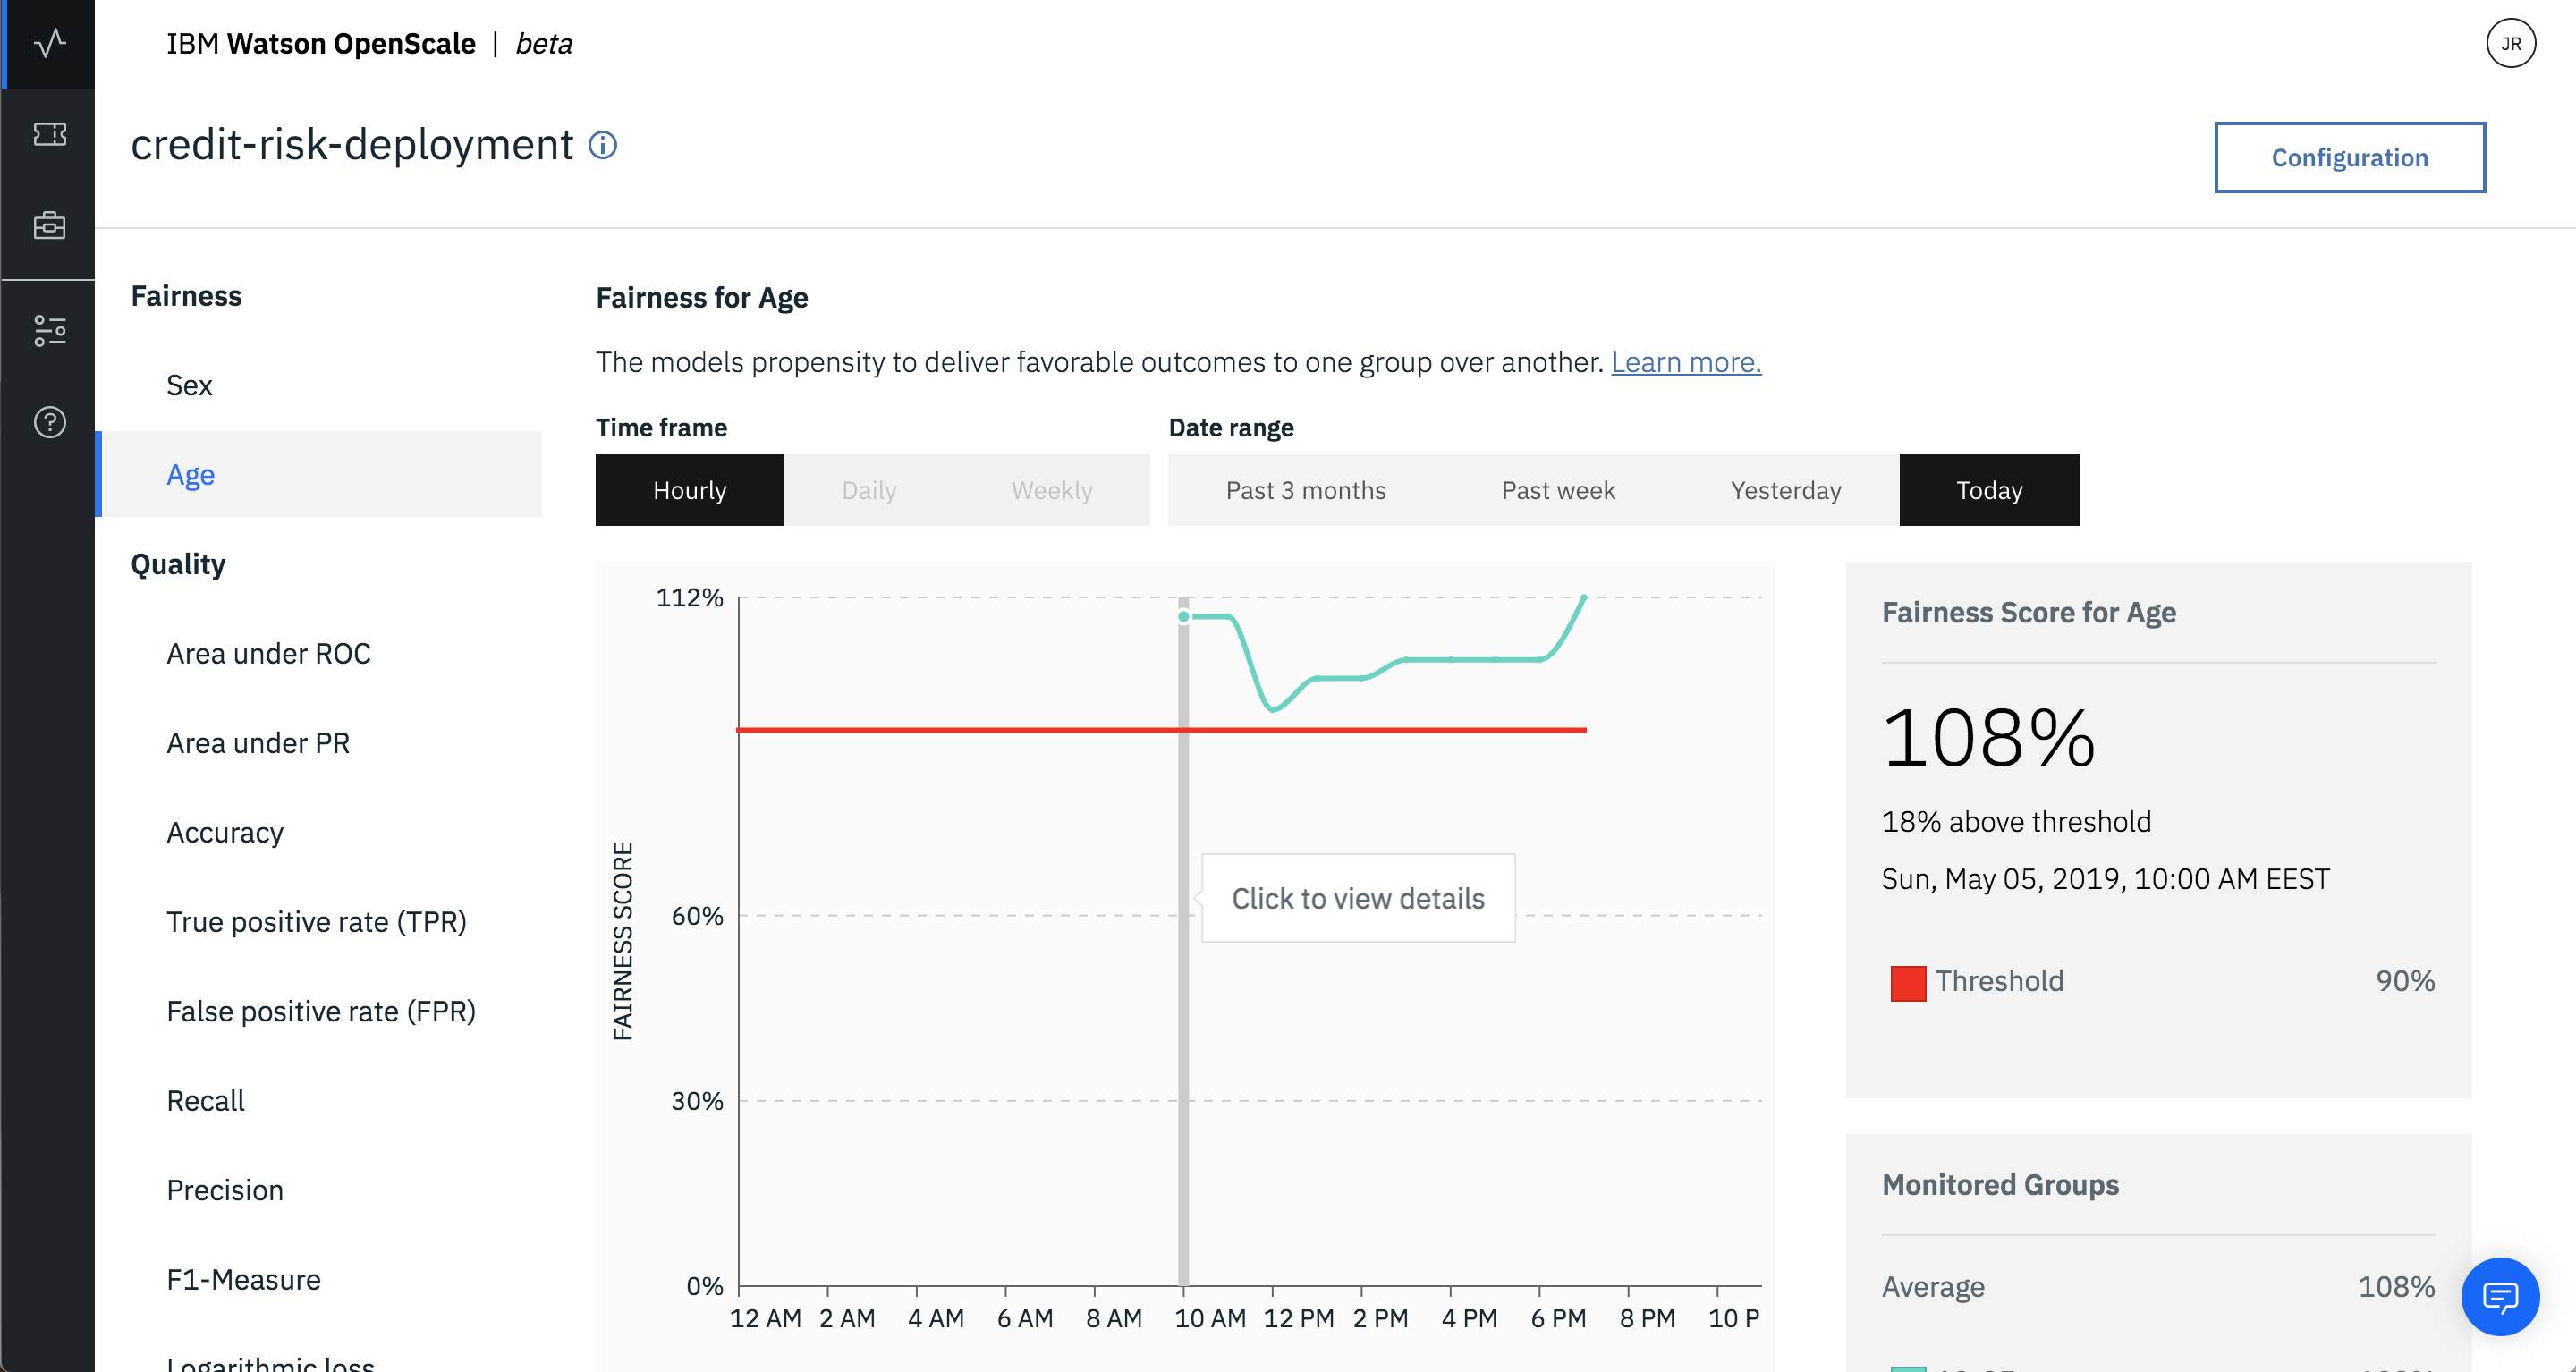 IBM Watson OpenScale | beta
JR
credit-risk-deployment
Configuration
Fairness
Sex
Age
Quality
Area under ROC
Area under PR
Accuracy
True positive rate (TPR)
False positive rate (FPR)
Recall
Precision
F1-Measure
Logarithmic loss
Fairness for Age
The models propensity to deliver favorable outcomes to one group over another. Learn more.
Time frame
Hourly Daily Weekly
Date range
Past 3 months Past week Yesterday Today
FAIRNESS SCORE
112%
60%
30%
0%
Click to view details
12 AM 2 AM 4 AM 6 AM 8 AM 10 AM 12 PM 2 PM 4 PM 6 PM 8 PM 10 P
Fairness Score for Age
108%
18% above threshold
Sun, May 05, 2019, 10:00 AM EEST
Threshold 90%
Monitored Groups
Average 108%